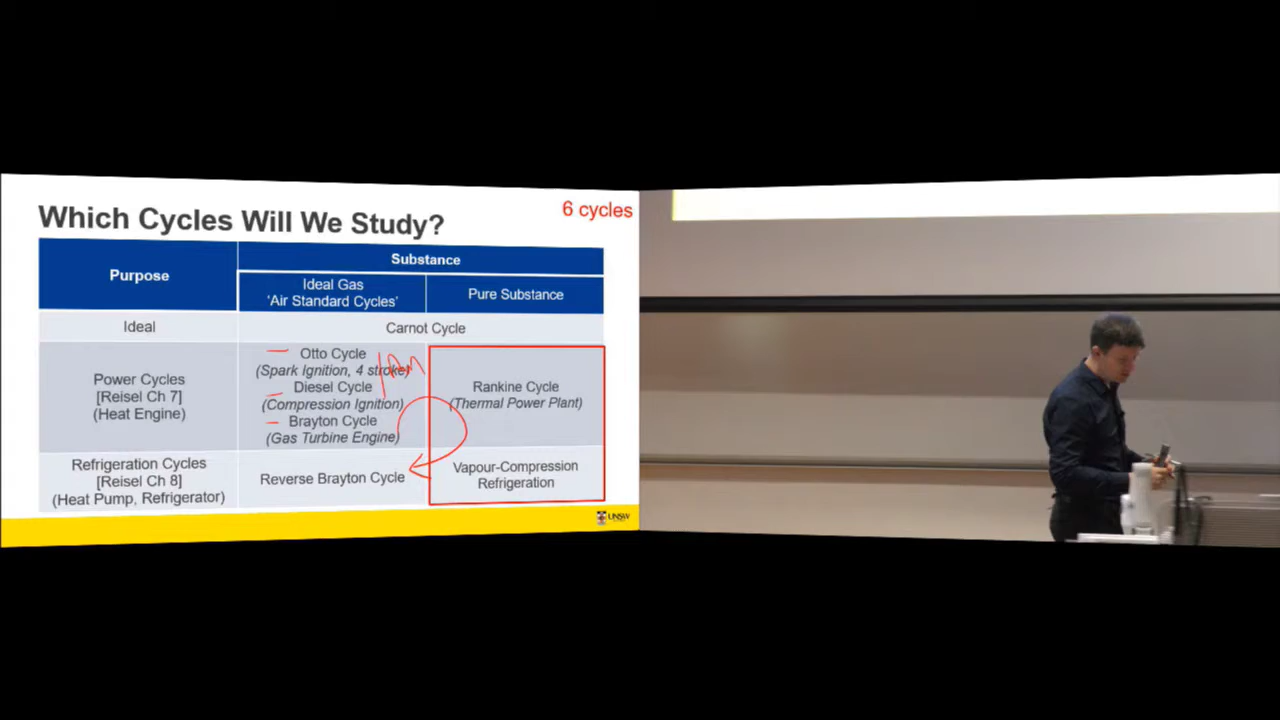 Which Cycles Will We Study?
6 cycles
Purpose
Substance
Ideal Gas
'Air Standard Cycles'
Pure Substance
Ideal
Carnot Cycle
Power Cycles
[Reisel Ch 7]
(Heat Engine)
Otto Cycle
(Spark Ignition, 4 stroke)
Diesel Cycle
(Compression Ignition)
Brayton Cycle
(Gas Turbine Engine)
Rankine Cycle
(Thermal Power Plant)
Refrigeration Cycles
[Reisel Ch 8]
(Heat Pump, Refrigerator)
Reverse Brayton Cycle
Vapour-Compression
Refrigeration
UNSW